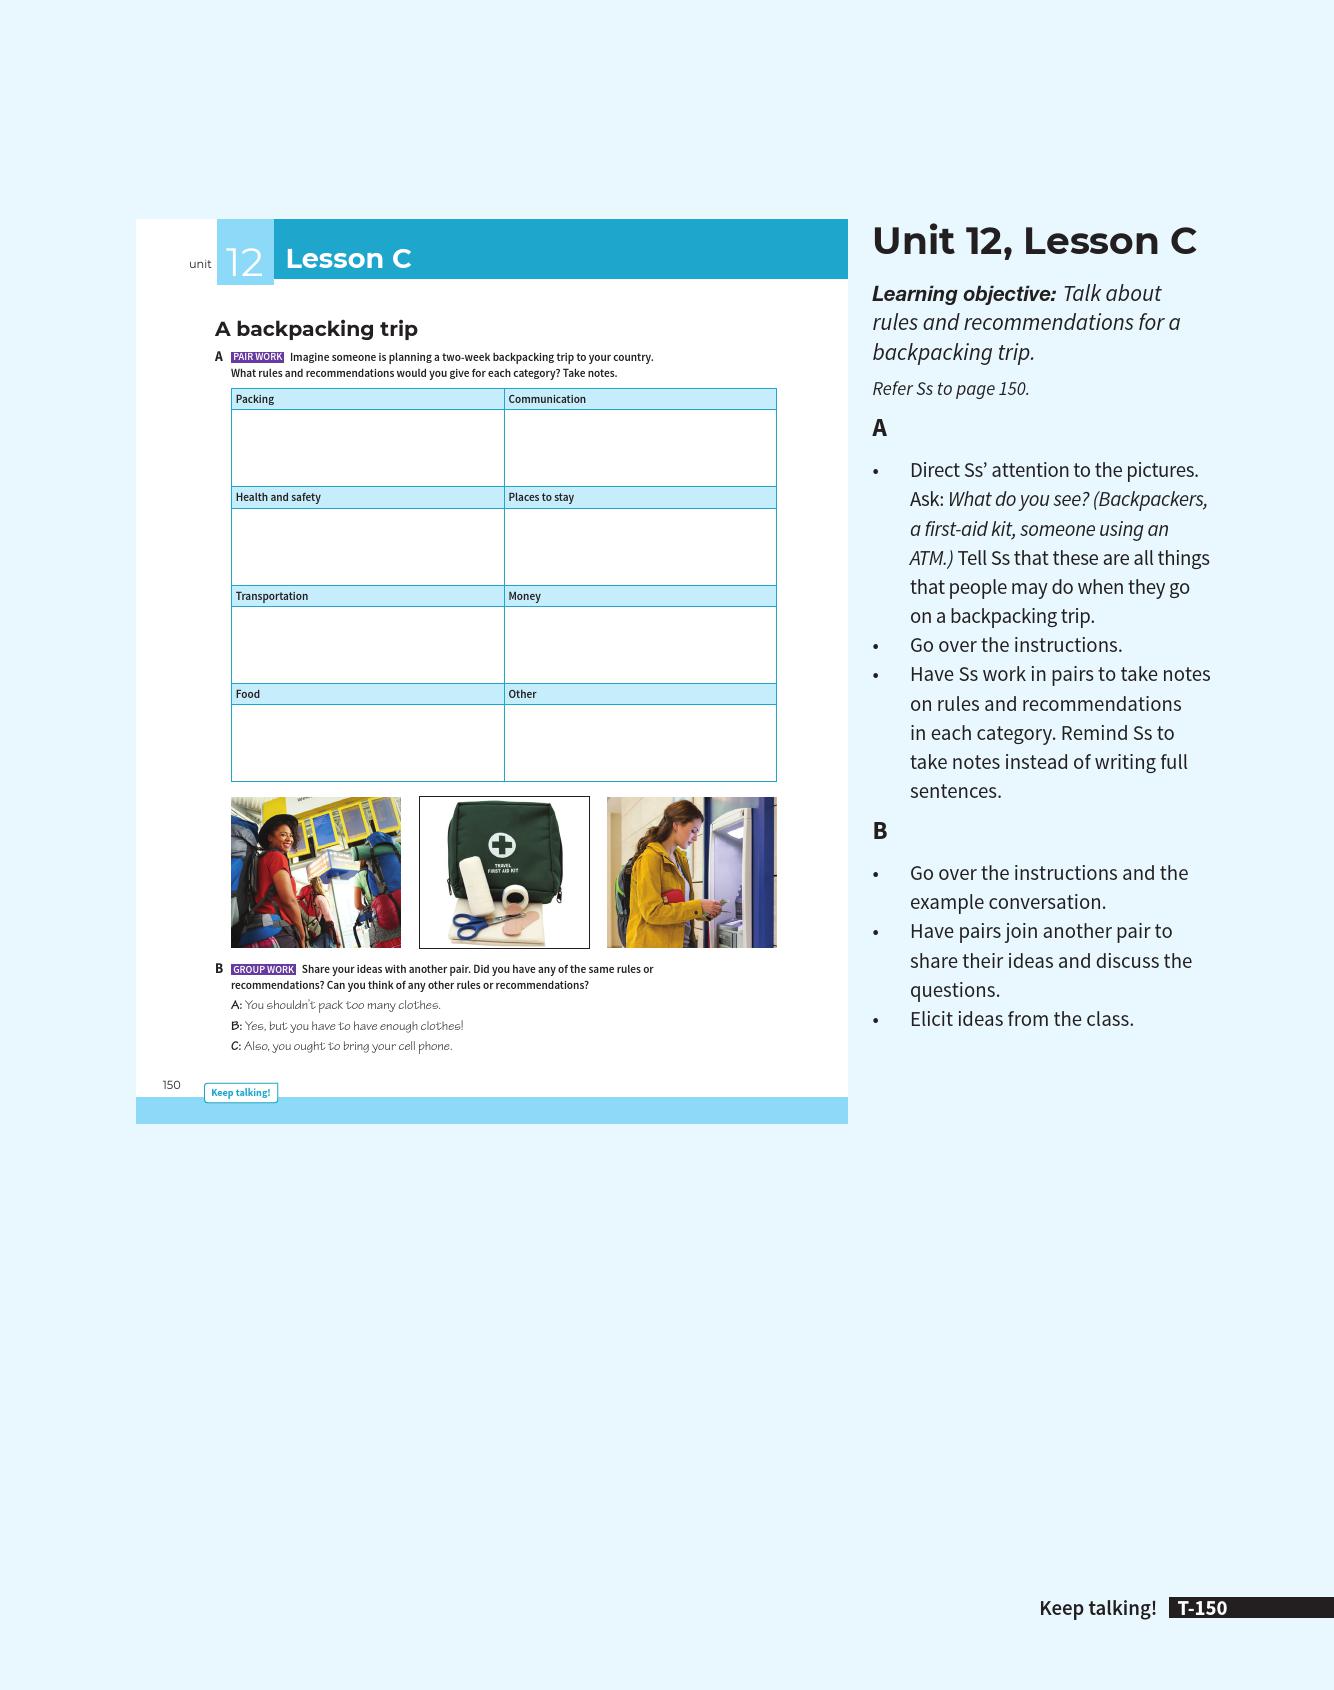 unit 12 Lesson C
A backpacking trip
A PAIR WORK Imagine someone is planning a two-week backpacking trip to your country.
What rules and recommendations would you give for each category? Take notes.
Packing
Communication
Health and safety
Places to stay
Transportation
Money
Food
Other
TRAVEL
FIRST AID KIT
B GROUP WORK Share your ideas with another pair. Did you have any of the same rules or
recommendations? Can you think of any other rules or recommendations?
A: You shouldn't pack too many clothes.
B: Yes, but you have to have enough clothes!
C: Also, you ought to bring your cell phone.
150
Keep talking!
Unit 12, Lesson C
Learning objective: Talk about
rules and recommendations for a
backpacking trip.
Refer Ss to page 150.
A
• Direct Ss’ attention to the pictures.
Ask: What do you see? (Backpackers,
a first-aid kit, someone using an
ATM.) Tell Ss that these are all things
that people may do when they go
on a backpacking trip.
• Go over the instructions.
• Have Ss work in pairs to take notes
on rules and recommendations
in each category. Remind Ss to
take notes instead of writing full
sentences.
B
• Go over the instructions and the
example conversation.
• Have pairs join another pair to
share their ideas and discuss the
questions.
• Elicit ideas from the class.
Keep talking! T-150